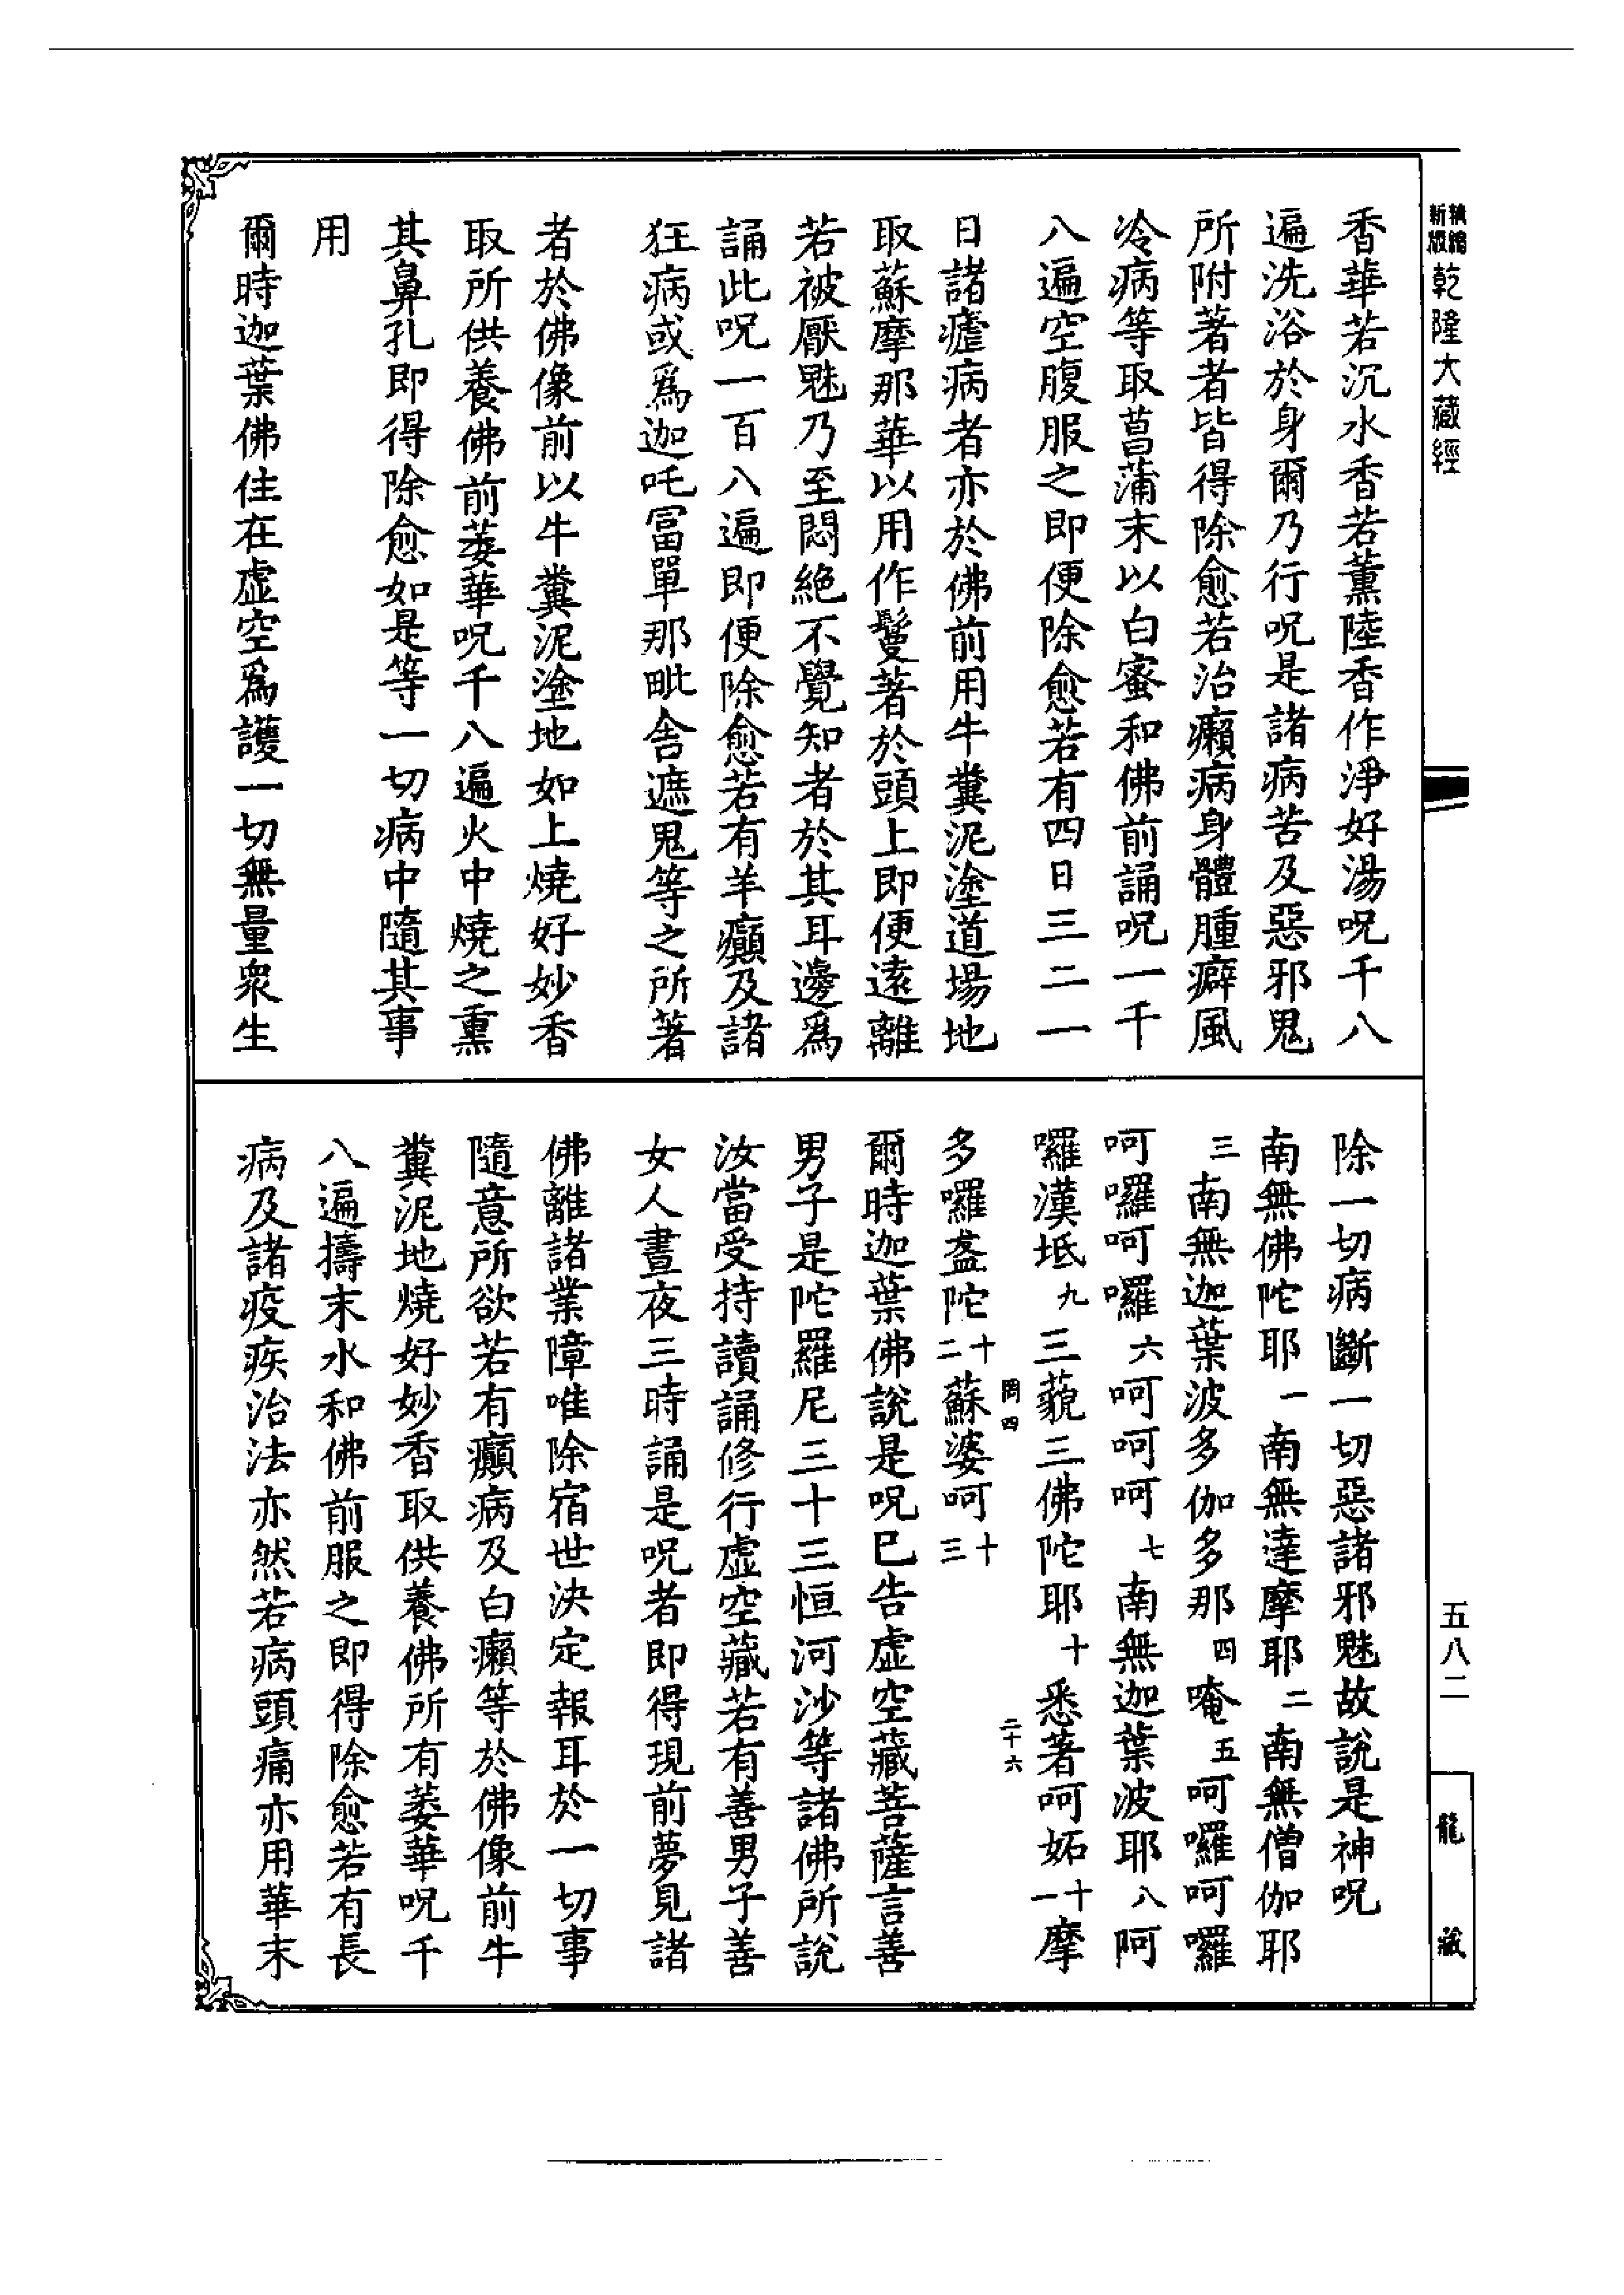 精縮新版乾隆大藏經
香華若沉水香若薰陸香作淨好湯呪千八
遍洗浴於身爾乃行呪是諸病苦及惡邪鬼
所附著者皆得除愈若治癩病身體腫癖風
冷病等取菖蒲末以白蜜和佛前誦呪一千
八遍空腹服之即便除愈若有四日三二一
日諸瘧病者亦於佛前用牛糞泥塗道場地
取蘇摩那華以用作鬘著於頭上即便遠離
若被厭魅乃至悶絶不覺知者於其耳邊爲
誦此呪一百八遍即便除愈若有羊癲及諸
狂病或爲迦吒富單那毗舍遮鬼等之所著
者於佛像前以牛糞泥塗地如上燒好妙香
取所供養佛前萎華呪千八遍火中燒之熏
其鼻孔即得除愈如是等一切病中隨其事
用
爾時迦葉佛住在虛空爲護一切無量衆生
除一切病斷一切惡諸邪魅故説是神呪
南無佛陀耶一南無達摩耶二南無僧伽耶
三南無迦葉波多伽多那四唵五呵囉呵囉
呵囉呵囉六呵呵呵七南無迦葉波耶八阿
囉漢坻九三藐三佛陀耶十悉著呵妬十一摩
多囉盔陀十二蘇婆呵十三
岡四
二十六
爾時迦葉佛説是呪已告虛空藏菩薩言善
男子是陀羅尼三十三恒河沙等諸佛所説
汝當受持讀誦修行虛空藏若有善男子善
女人晝夜三時誦是呪者即得現前夢見諸
佛離諸業障唯除宿世決定報耳於一切事
隨意所欲若有癲病及白癩等於佛像前牛
糞泥地燒好妙香取供養佛所有萎華呪千
八遍擣末水和佛前服之即得除愈若有長
病及諸疫疾治法亦然若病頭痛亦用華末
五八二
龍藏